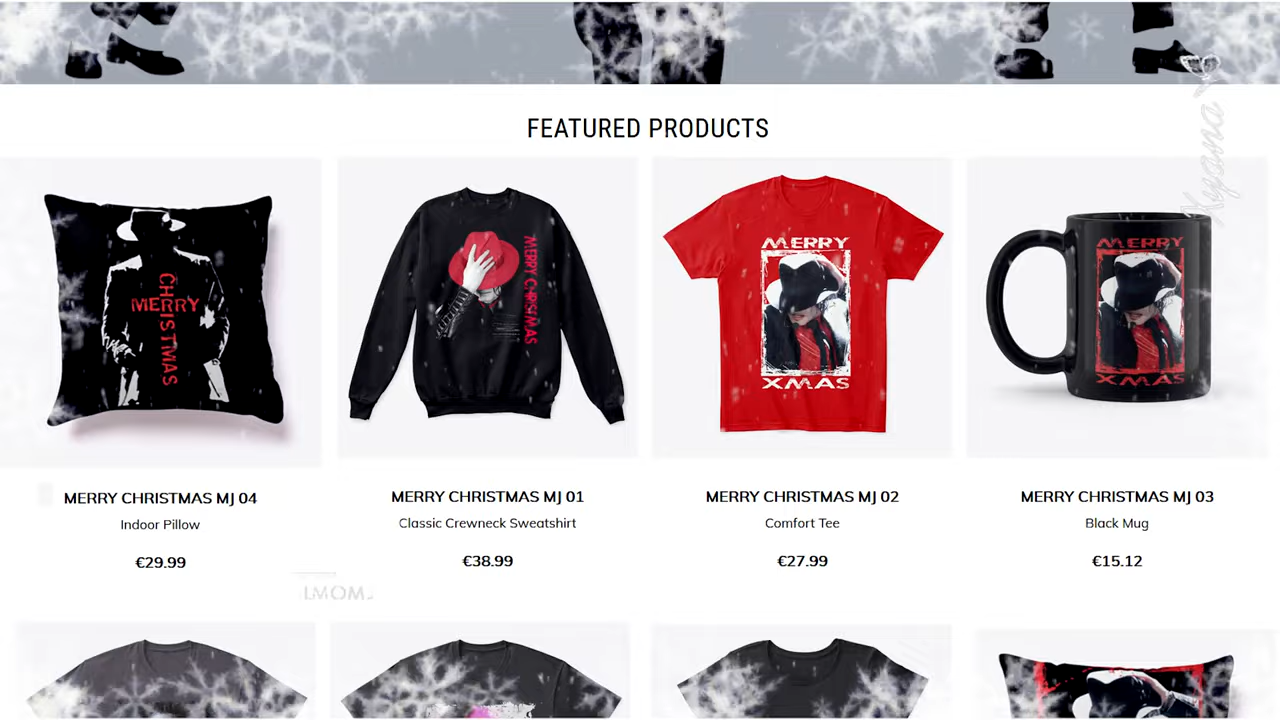 Kyana
FEATURED PRODUCTS
CHRISTMAS
MERRY
MERRY CHRISTMAS
MERRY
XMAS
MERRY
XMAS
MERRY CHRISTMAS MJ 04
MERRY CHRISTMAS MJ 01
MERRY CHRISTMAS MJ 02
MERRY CHRISTMAS MJ 03
Indoor Pillow
Classic Crewneck Sweatshirt
Comfort Tee
Black Mug
€29.99
€38.99
€27.99
€15.12
LMOMJ